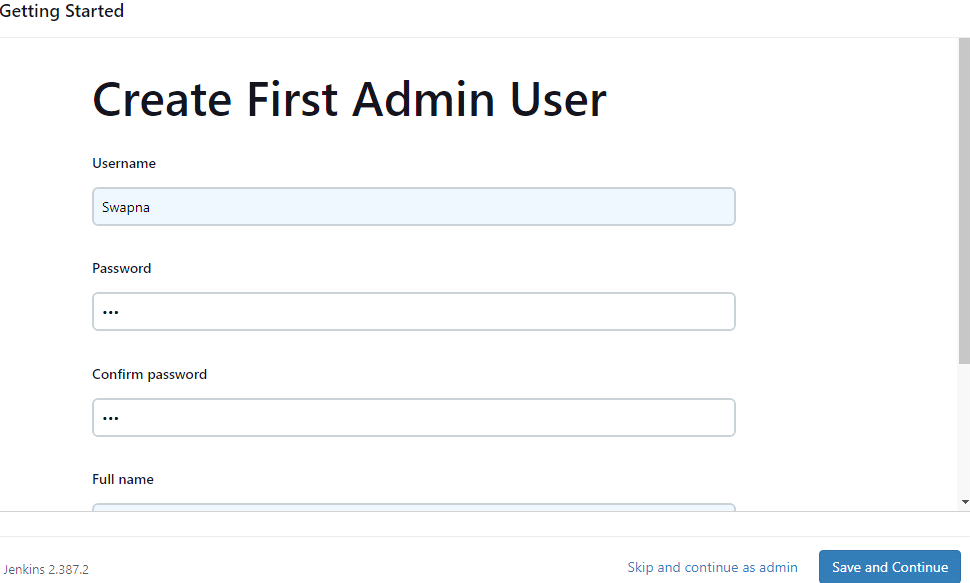 Getting Started
Create First Admin User
Username
Swapna
Password
•••
Confirm password
•••
Full name
Jenkins 2.387.2
Skip and continue as admin
Save and Continue